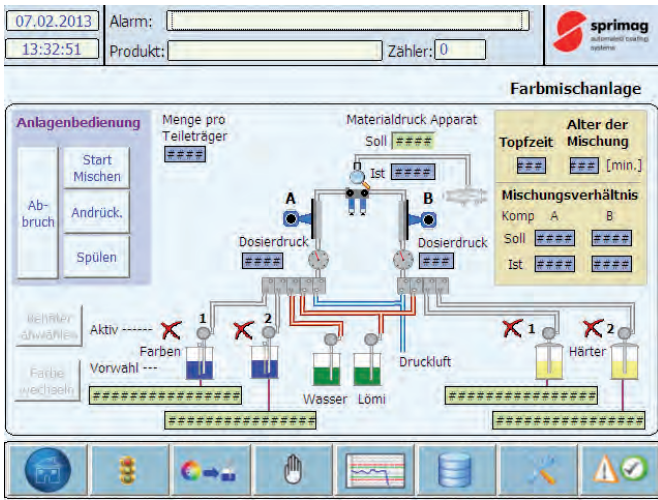 07.02.2013
Alarm:
sprimag
automated coating
systems
13:32:51
Produkt:
Zähler: 0
Farbmischanlage
Anlagenbedienung
Ab-
bruch
Start
Mischen
Andrück.
Spülen
Menge pro
Teileträger
####
Materialdruck Apparat
Soll ####
Ist ####
A
B
Dosierdruck
####
Dosierdruck
###
Topfzeit
Alter der
Mischung
###
### [min.]
Mischungsverhältnis
Komp A B
Soll #### ####
Ist #### ####
Behälter
anwählen
Aktiv ------
1
2
Farben
Vorwahl ---
Farbe
wechseln
Wasser
Lömi
Druckluft
1
2
Härter
################
################
################
################